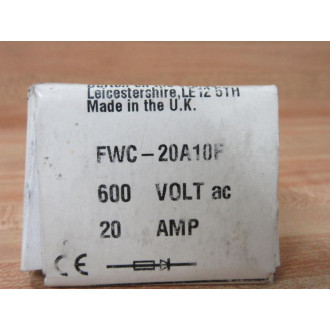 Leicestershire, LE12 5TH
Made in the U.K.
FWC-20A10F
600 VOLT ac
20 AMP
CE